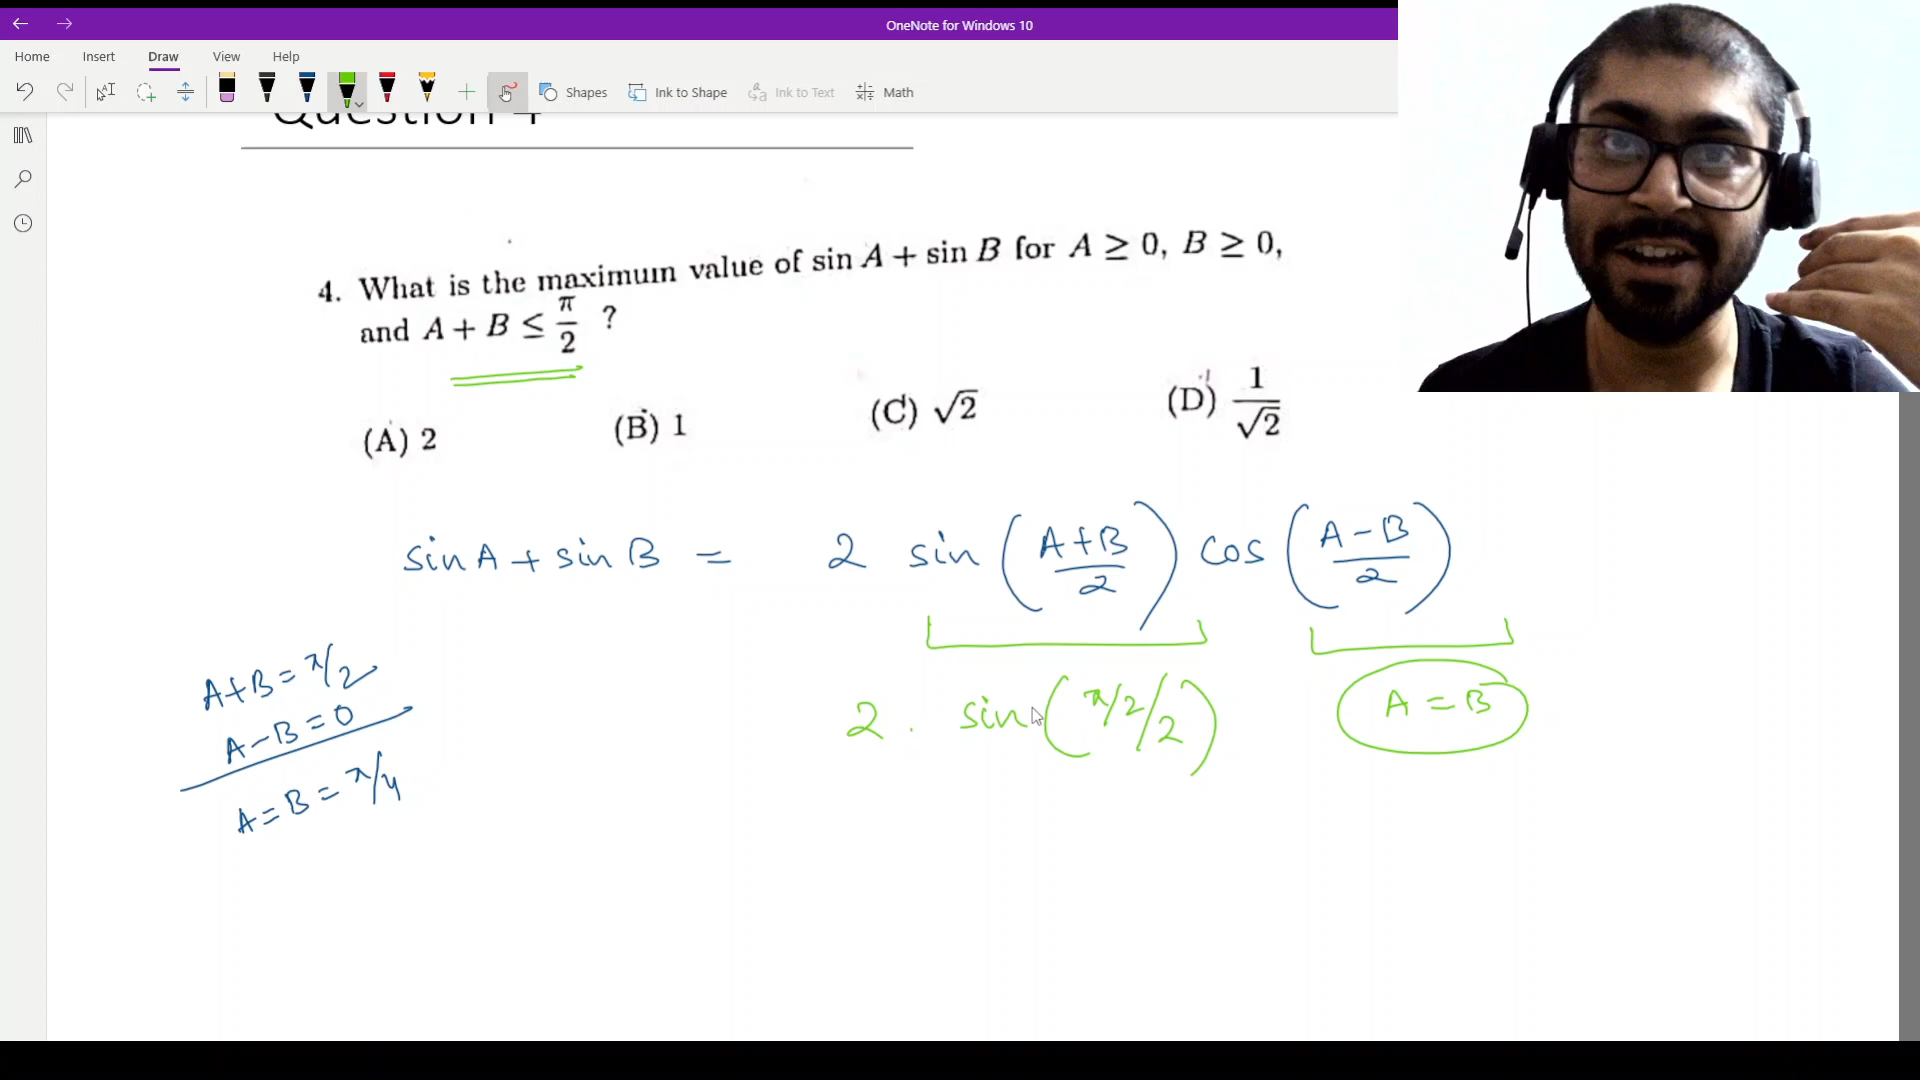 OneNote for Windows 10
Home Insert Draw View Help
Shapes Ink to Shape Ink to Text Math
Question 4
4. What is the maximum value of sin A + sin B for A ≥ 0, B ≥ 0,
and A + B ≤ π/2 ?
(A) 2 (B) 1 (C) √2 (D) 1/√2
sin A + sin B = 2 sin (A+B/2) cos (A-B/2)
A+B = π/2
A-B = 0
A = B = π/4
2 . sin (π/2/2) A = B